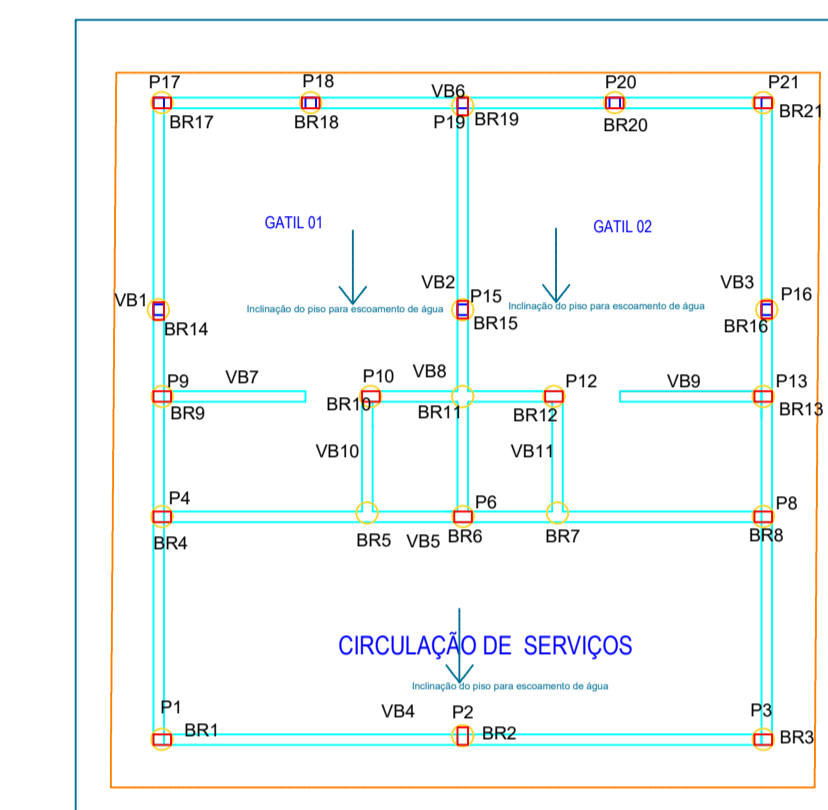 P17
P18
VB6
P20
P21
BR17
BR18
P19
BR19
BR20
BR21
GATIL 01
GATIL 02
VB1
VB2
P15
VB3
P16
Inclinação do piso para escoamento de água
Inclinação do piso para escoamento de água
BR14
BR15
BR16
P9
VB7
P10
VB8
P12
VB9
P13
BR9
BR10
BR11
BR12
BR13
VB10
VB11
P4
P6
P8
BR4
BR5
VB5
BR6
BR7
BR8
CIRCULAÇÃO DE SERVIÇOS
Inclinação do piso para escoamento de água
P1
VB4
P2
P3
BR1
BR2
BR3